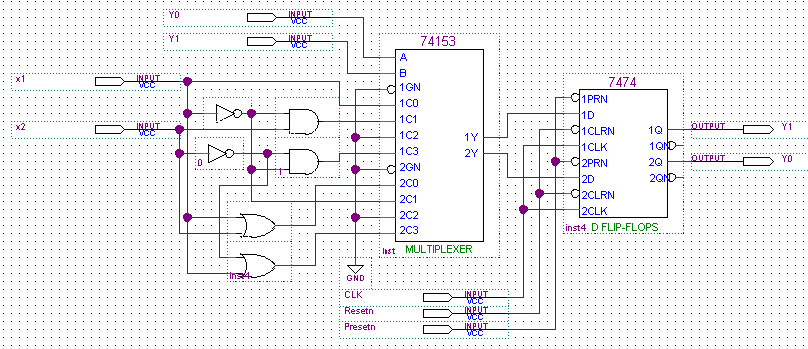 Y0 INPUT VCC
Y1 INPUT VCC
x1 INPUT VCC
x2 INPUT VCC
74153
A
B
1GN
1C0
1C1
1C2
1C3
2GN
2C0
2C1
2C2
2C3
1Y
2Y
inst MULTIPLEXER
GND
inst4
7474
1PRN
1D
1CLRN
1CLK
2PRN
2D
2CLRN
2CLK
1Q
1QN
2Q
2QN
inst4 D FLIP-FLOPS
OUTPUT Y1
OUTPUT Y0
CLK INPUT VCC
Resetn INPUT VCC
Presetn INPUT VCC